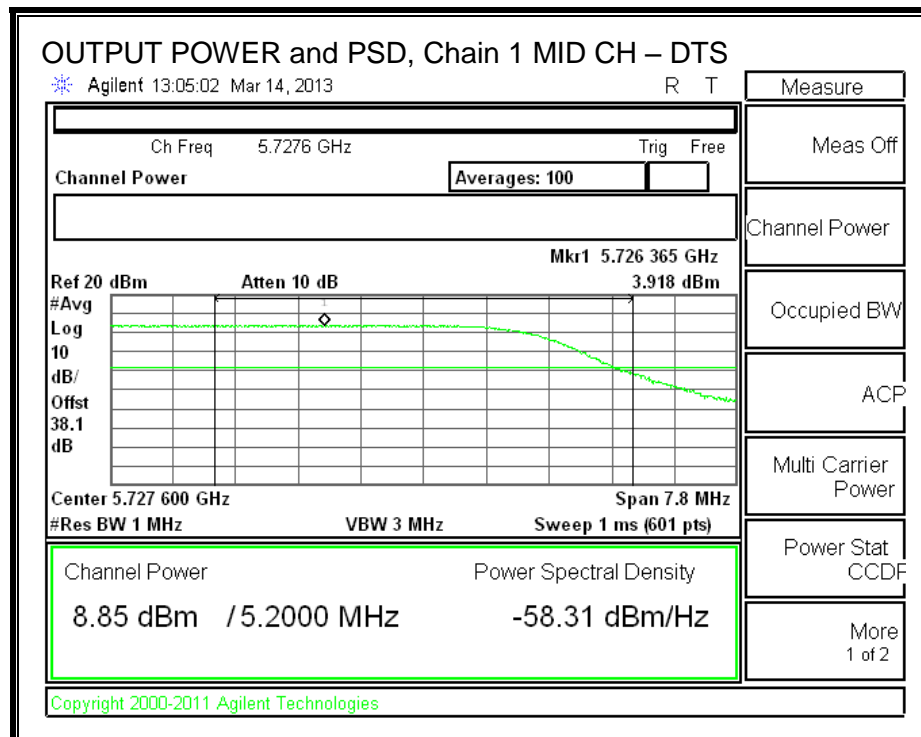 OUTPUT POWER and PSD, Chain 1 MID CH – DTS
Agilent 13:05:02 Mar 14, 2013
R T
Measure
Ch Freq 5.7276 GHz
Trig Free
Meas Off
Channel Power
Averages: 100
Channel Power
Mkr1 5.726 365 GHz
Ref 20 dBm
Atten 10 dB
3.918 dBm
#Avg
1
Occupied BW
Log
10
dB/
Offst
ACP
38.1
dB
Multi Carrier
Power
Center 5.727 600 GHz
Span 7.8 MHz
#Res BW 1 MHz
VBW 3 MHz
Sweep 1 ms (601 pts)
Power Stat
CCDF
Channel Power
Power Spectral Density
8.85 dBm / 5.2000 MHz
-58.31 dBm/Hz
More
1 of 2
Copyright 2000-2011 Agilent Technologies